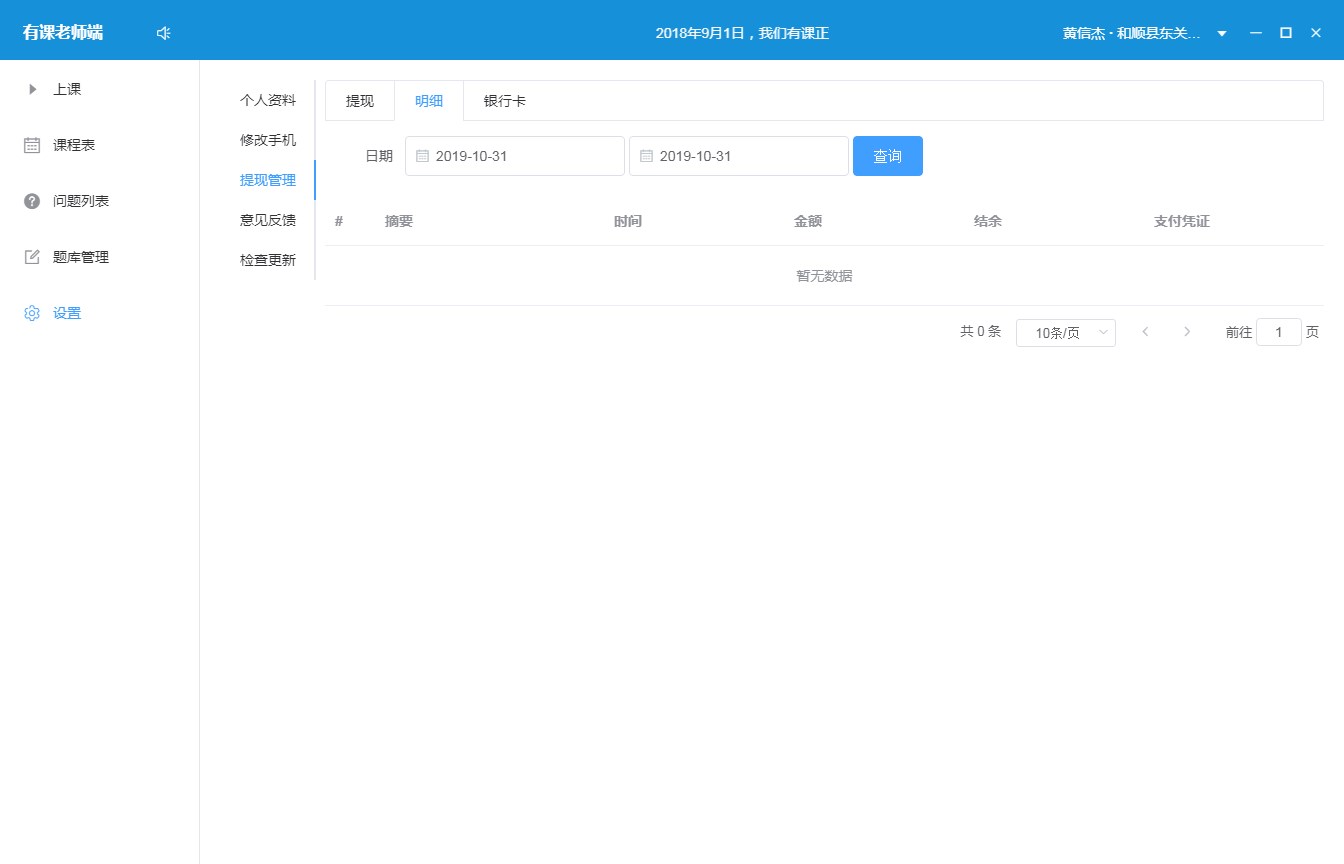 有课老师端
2018年9月1日，我们有课正
黄信杰 · 和顺县东关...
上课
课程表
问题列表
题库管理
设置
个人资料
修改手机
提现管理
意见反馈
检查更新
提现 明细 银行卡
日期 2019-10-31 2019-10-31 查询
# 摘要 时间 金额 结余 支付凭证
暂无数据
共 0 条 10条/页 前往 1 页